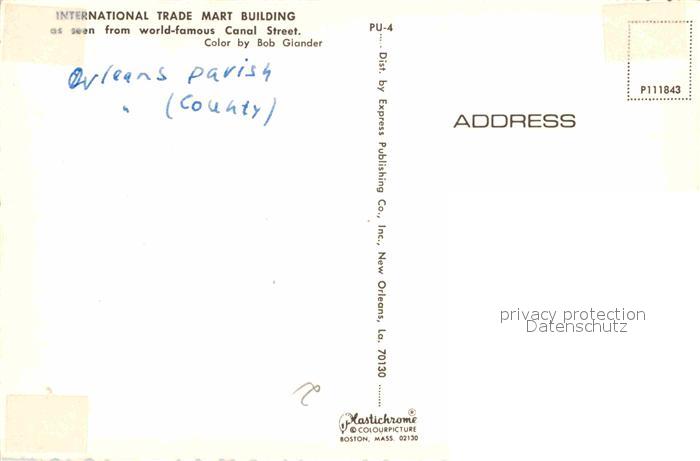 INTERNATIONAL TRADE MART BUILDING
as seen from world-famous Canal Street.
Color by Bob Glander
Orleans parish
" (County)
PU-4
Dist. by Express Publishing Co., Inc., New Orleans, La. 70130
P111843
ADDRESS
privacy protection
Datenschutz
Plastichrome®
© COLOURPICTURE
BOSTON, MASS. 02130